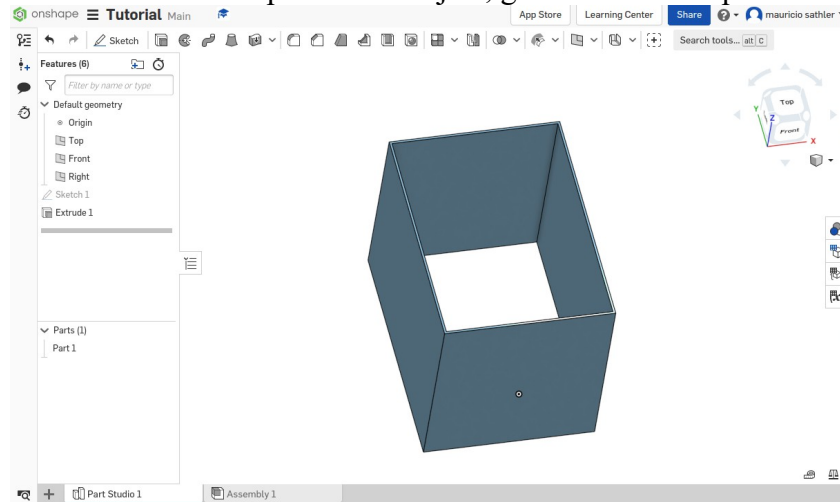 onshape Tutorial Main App Store Learning Center Share mauricio sathler
Sketch Search tools... alt C
Features (6)
Filter by name or type
Default geometry
Origin
Top
Front
Right
Sketch 1
Extrude 1
Top
Front
Y
Z
X
Parts (1)
Part 1
Part Studio 1 Assembly 1